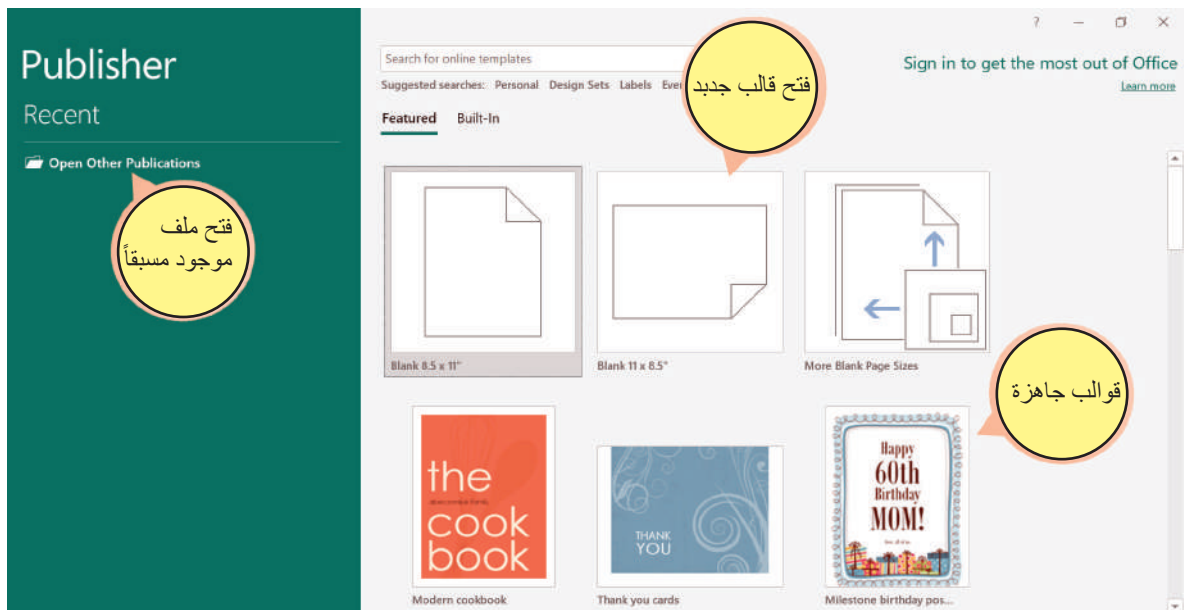 Publisher
Recent
Open Other Publications
فتح ملف
موجود مسبقاً
?
Search for online templates
Sign in to get the most out of Office
Learn more
Suggested searches: Personal Design Sets Labels
فتح قالب جديد
Featured Built-In
Blank 8.5 x 11"
Blank 11 x 8.5"
More Blank Page Sizes
قوالب جاهزة
the
cook
book
THANK
YOU
Happy
60th
Birthday
MOM!
Modern cookbook
Thank you cards
Milestone birthday pos...